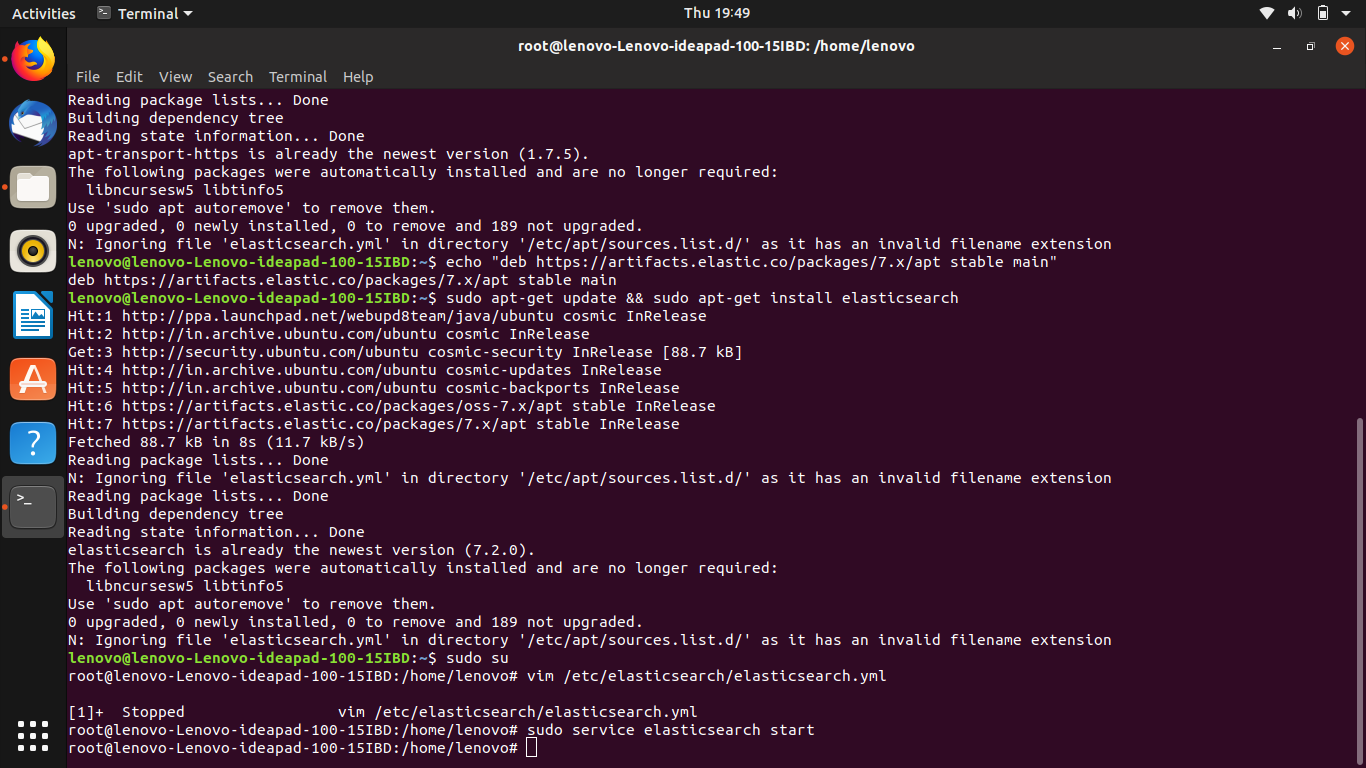 Activities Terminal Thu 19:49
root@lenovo-Lenovo-ideapad-100-15IBD: /home/lenovo
File Edit View Search Terminal Help
Reading package lists... Done
Building dependency tree
Reading state information... Done
apt-transport-https is already the newest version (1.7.5).
The following packages were automatically installed and are no longer required:
  libncursesw5 libtinfo5
Use 'sudo apt autoremove' to remove them.
0 upgraded, 0 newly installed, 0 to remove and 189 not upgraded.
N: Ignoring file 'elasticsearch.yml' in directory '/etc/apt/sources.list.d/' as it has an invalid filename extension
lenovo@lenovo-Lenovo-ideapad-100-15IBD:~$ echo "deb https://artifacts.elastic.co/packages/7.x/apt stable main"
deb https://artifacts.elastic.co/packages/7.x/apt stable main
lenovo@lenovo-Lenovo-ideapad-100-15IBD:~$ sudo apt-get update && sudo apt-get install elasticsearch
Hit:1 http://ppa.launchpad.net/webupd8team/java/ubuntu cosmic InRelease
Hit:2 http://in.archive.ubuntu.com/ubuntu cosmic InRelease
Get:3 http://security.ubuntu.com/ubuntu cosmic-security InRelease [88.7 kB]
Hit:4 http://in.archive.ubuntu.com/ubuntu cosmic-updates InRelease
Hit:5 http://in.archive.ubuntu.com/ubuntu cosmic-backports InRelease
Hit:6 https://artifacts.elastic.co/packages/oss-7.x/apt stable InRelease
Hit:7 https://artifacts.elastic.co/packages/7.x/apt stable InRelease
Fetched 88.7 kB in 8s (11.7 kB/s)
Reading package lists... Done
N: Ignoring file 'elasticsearch.yml' in directory '/etc/apt/sources.list.d/' as it has an invalid filename extension
Reading package lists... Done
Building dependency tree
Reading state information... Done
elasticsearch is already the newest version (7.2.0).
The following packages were automatically installed and are no longer required:
  libncursesw5 libtinfo5
Use 'sudo apt autoremove' to remove them.
0 upgraded, 0 newly installed, 0 to remove and 189 not upgraded.
N: Ignoring file 'elasticsearch.yml' in directory '/etc/apt/sources.list.d/' as it has an invalid filename extension
lenovo@lenovo-Lenovo-ideapad-100-15IBD:~$ sudo su
root@lenovo-Lenovo-ideapad-100-15IBD:/home/lenovo# vim /etc/elasticsearch/elasticsearch.yml
[1]+  Stopped                 vim /etc/elasticsearch/elasticsearch.yml
root@lenovo-Lenovo-ideapad-100-15IBD:/home/lenovo# sudo service elasticsearch start
root@lenovo-Lenovo-ideapad-100-15IBD:/home/lenovo#